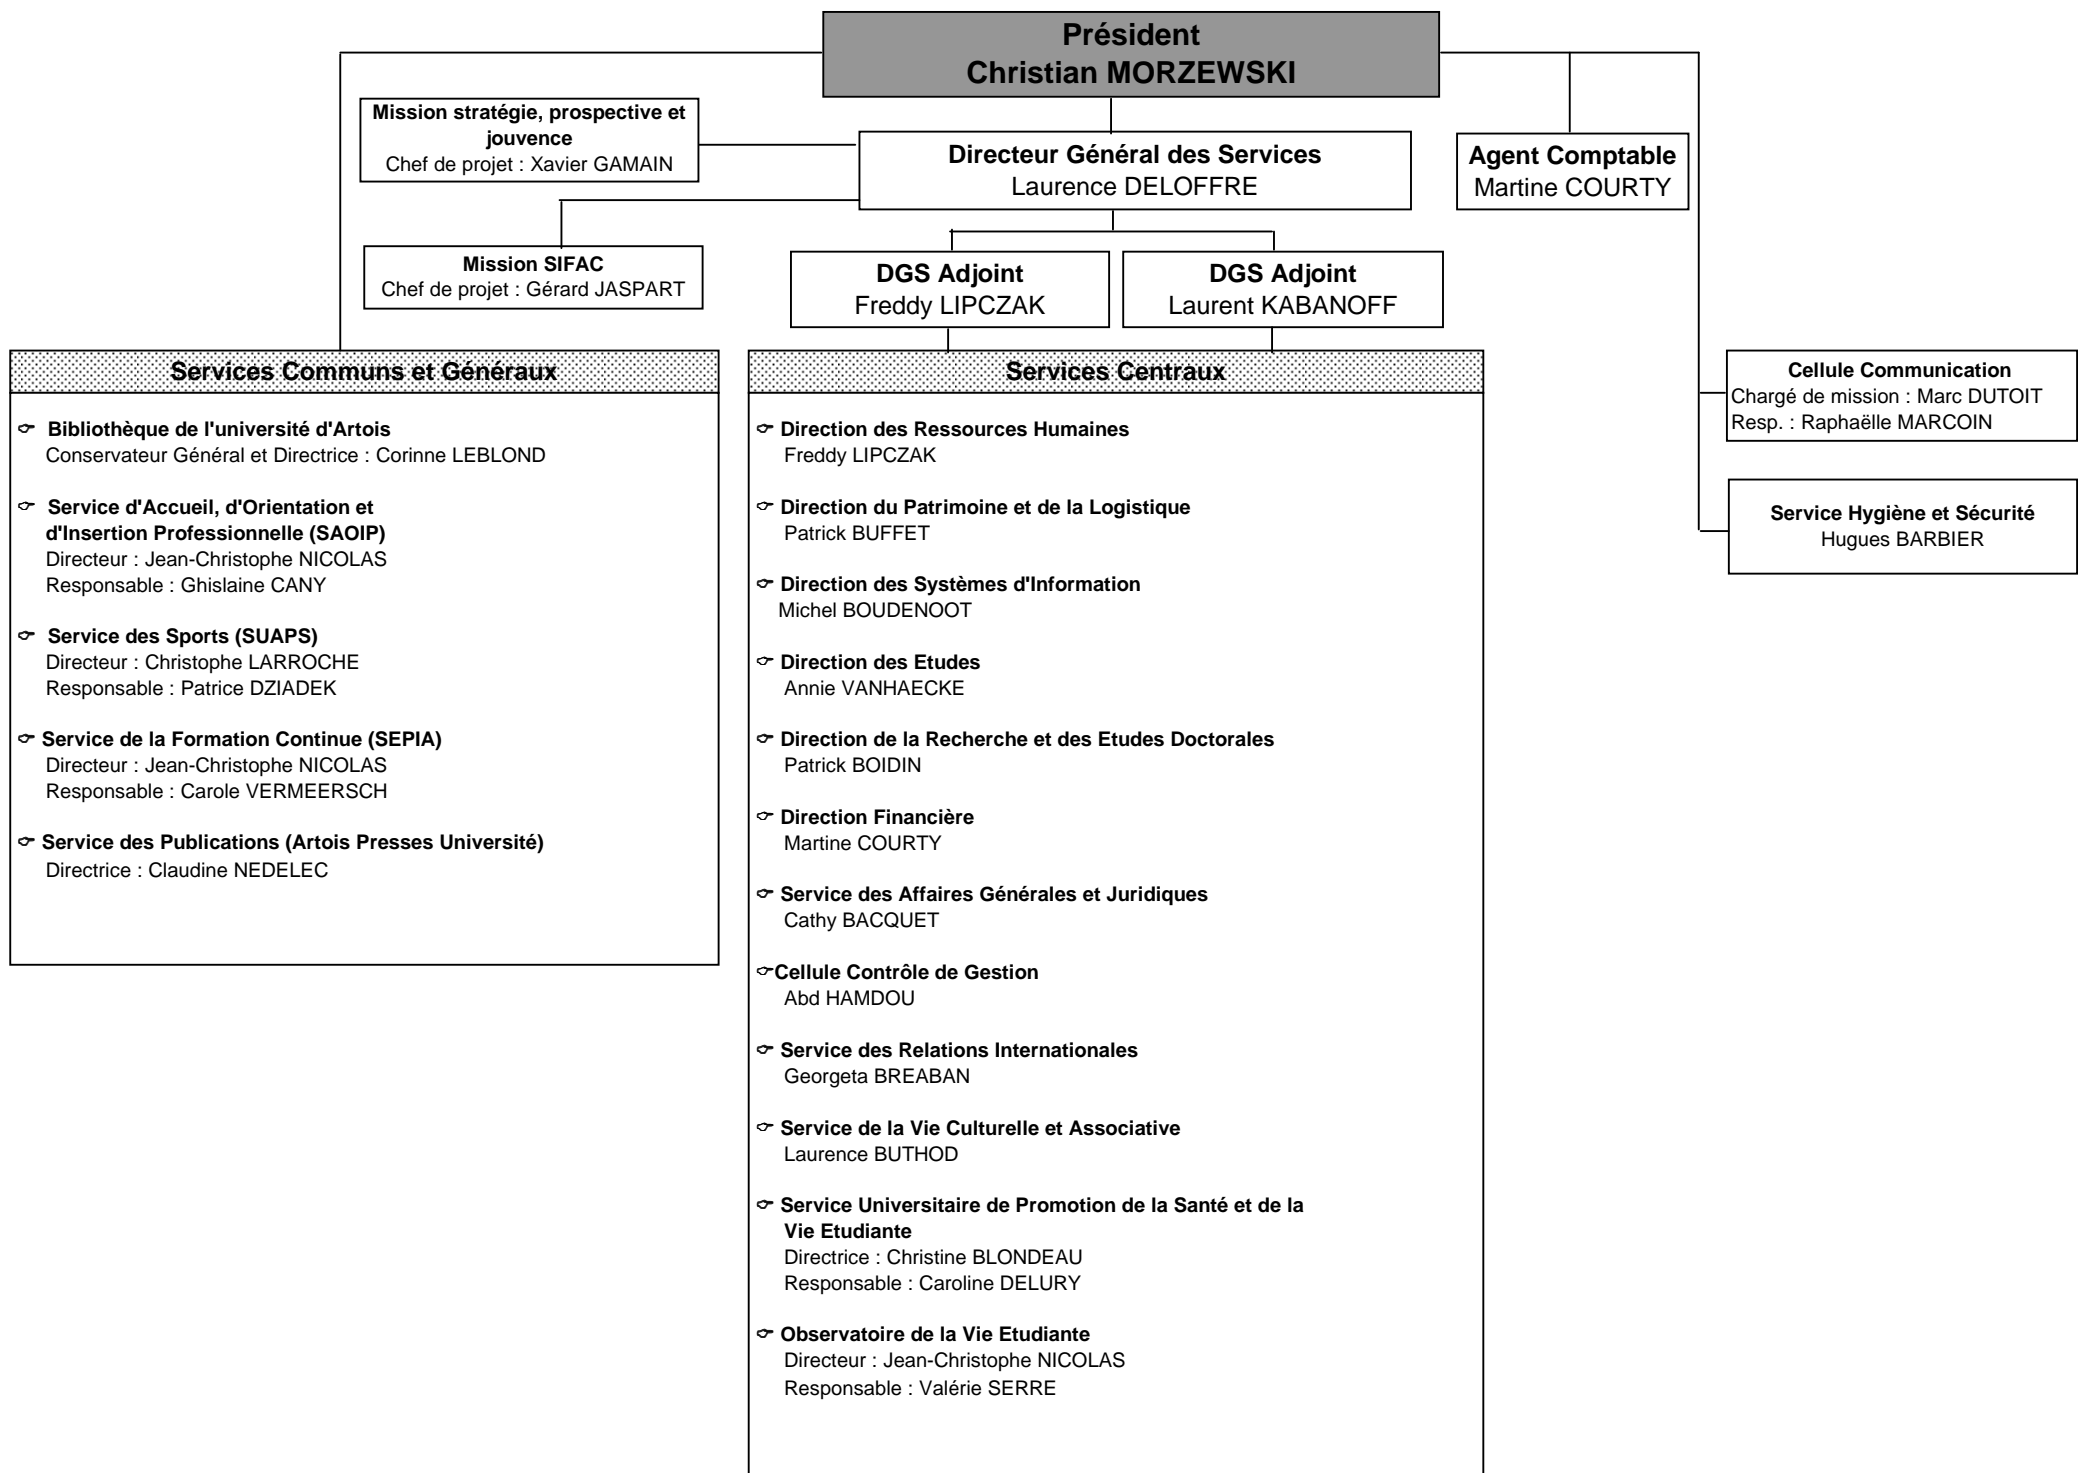 Président
Christian MORZEWSKI
Mission stratégie, prospective et
jouvence
Chef de projet : Xavier GAMAIN
Directeur Général des Services
Laurence DELOFFRE
Agent Comptable
Martine COURTY
Mission SIFAC
Chef de projet : Gérard JASPART
DGS Adjoint
Freddy LIPCZAK
DGS Adjoint
Laurent KABANOFF
Services Communs et Généraux
Bibliothèque de l'université d'Artois
Conservateur Général et Directrice : Corinne LEBLOND
Service d'Accueil, d'Orientation et
d'Insertion Professionnelle (SAOIP)
Directeur : Jean-Christophe NICOLAS
Responsable : Ghislaine CANY
Service des Sports (SUAPS)
Directeur : Christophe LARROCHE
Responsable : Patrice DZIADEK
Service de la Formation Continue (SEPIA)
Directeur : Jean-Christophe NICOLAS
Responsable : Carole VERMEERSCH
Service des Publications (Artois Presses Université)
Directrice : Claudine NEDELEC
Services Centraux
Direction des Ressources Humaines
Freddy LIPCZAK
Direction du Patrimoine et de la Logistique
Patrick BUFFET
Direction des Systèmes d'Information
Michel BOUDENOOT
Direction des Etudes
Annie VANHAECKE
Direction de la Recherche et des Etudes Doctorales
Patrick BOIDIN
Direction Financière
Martine COURTY
Service des Affaires Générales et Juridiques
Cathy BACQUET
Cellule Contrôle de Gestion
Abd HAMDOU
Service des Relations Internationales
Georgeta BREABAN
Service de la Vie Culturelle et Associative
Laurence BUTHOD
Service Universitaire de Promotion de la Santé et de la
Vie Etudiante
Directrice : Christine BLONDEAU
Responsable : Caroline DELURY
Observatoire de la Vie Etudiante
Directeur : Jean-Christophe NICOLAS
Responsable : Valérie SERRE
Cellule Communication
Chargé de mission : Marc DUTOIT
Resp. : Raphaëlle MARCOIN
Service Hygiène et Sécurité
Hugues BARBIER